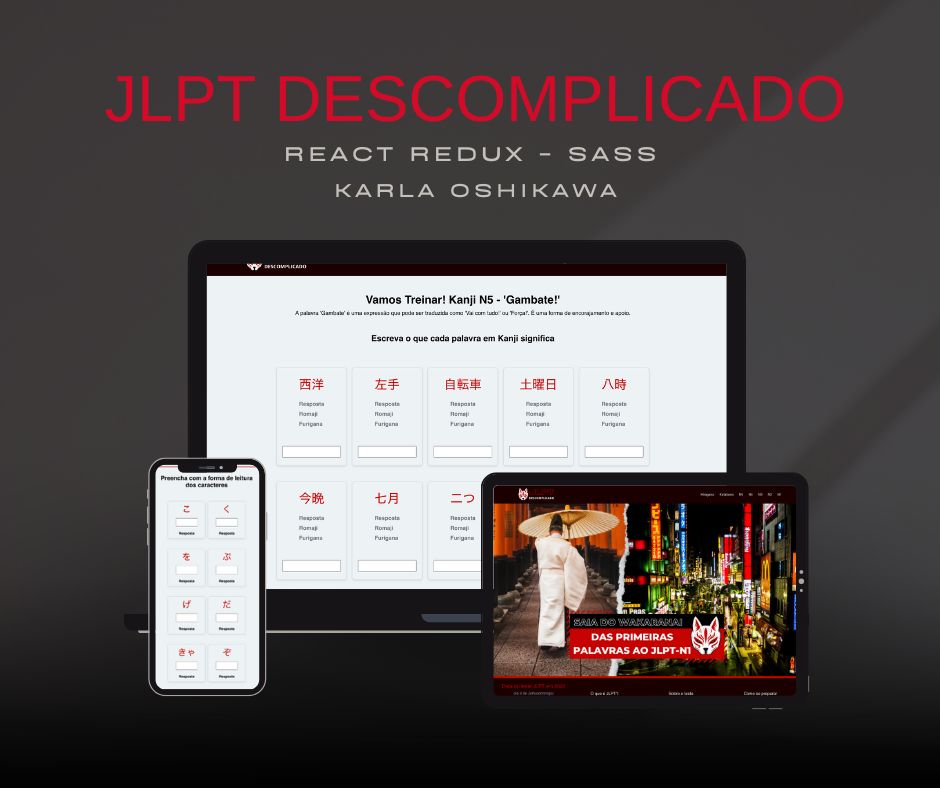 JLPT DESCOMPLICADO
REACT REDUX - SASS
KARLA OSHIKAWA
DESCOMPLICADO
Vamos Treinar! Kanji N5 - 'Gambate!'
A palavra 'Gambate' é uma expressão que pode ser traduzida como 'Vai com tudo!' ou 'Força!'. É uma forma de encorajamento e apoio.
Escreva o que cada palavra em Kanji significa
西洋 左手 自転車 土曜日 八時
Resposta Resposta Resposta Resposta Resposta
Romaji Romaji Romaji Romaji Romaji
Furigana Furigana Furigana Furigana Furigana
今晩 七月 二つ
Resposta Resposta Resposta
Romaji Romaji Romaji
Furigana Furigana Furigana
Preencha com a forma de leitura
dos caracteres
こ く
Resposta Resposta
を ぶ
Resposta Resposta
げ だ
Resposta Resposta
きゃ ぞ
Resposta Resposta
JLPT
DESCOMPLICADO
Hiragana Katakana N5 N4 N3 N2 N1
SAIA DO WAKARANAI
DAS PRIMEIRAS
PALAVRAS AO JLPT-N1
O que é JLPT? Sobre o teste Como se preparar